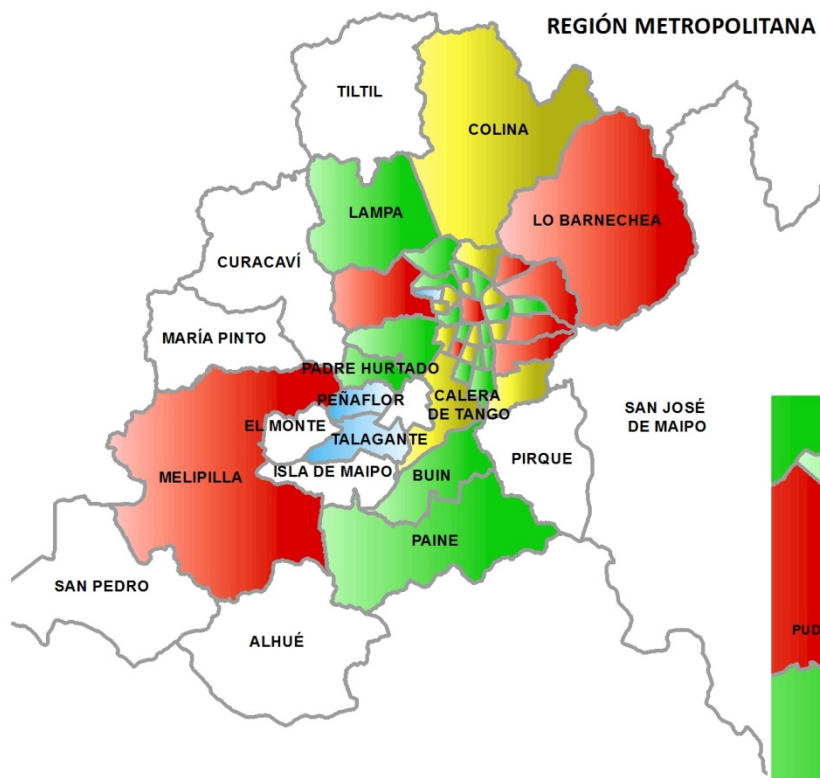 REGIÓN METROPOLITANA
TILTIL
COLINA
LAMPA
LO BARNECHEA
CURACAVÍ
MARÍA PINTO
PADRE HURTADO
PEÑAFLOR
CALERA
DE TANGO
SAN JOSÉ
DE MAIPO
EL MONTE
TALAGANTE
PIRQUE
MELIPILLA
ISLA DE MAIPO
BUIN
PAINE
SAN PEDRO
ALHUÉ
PUD